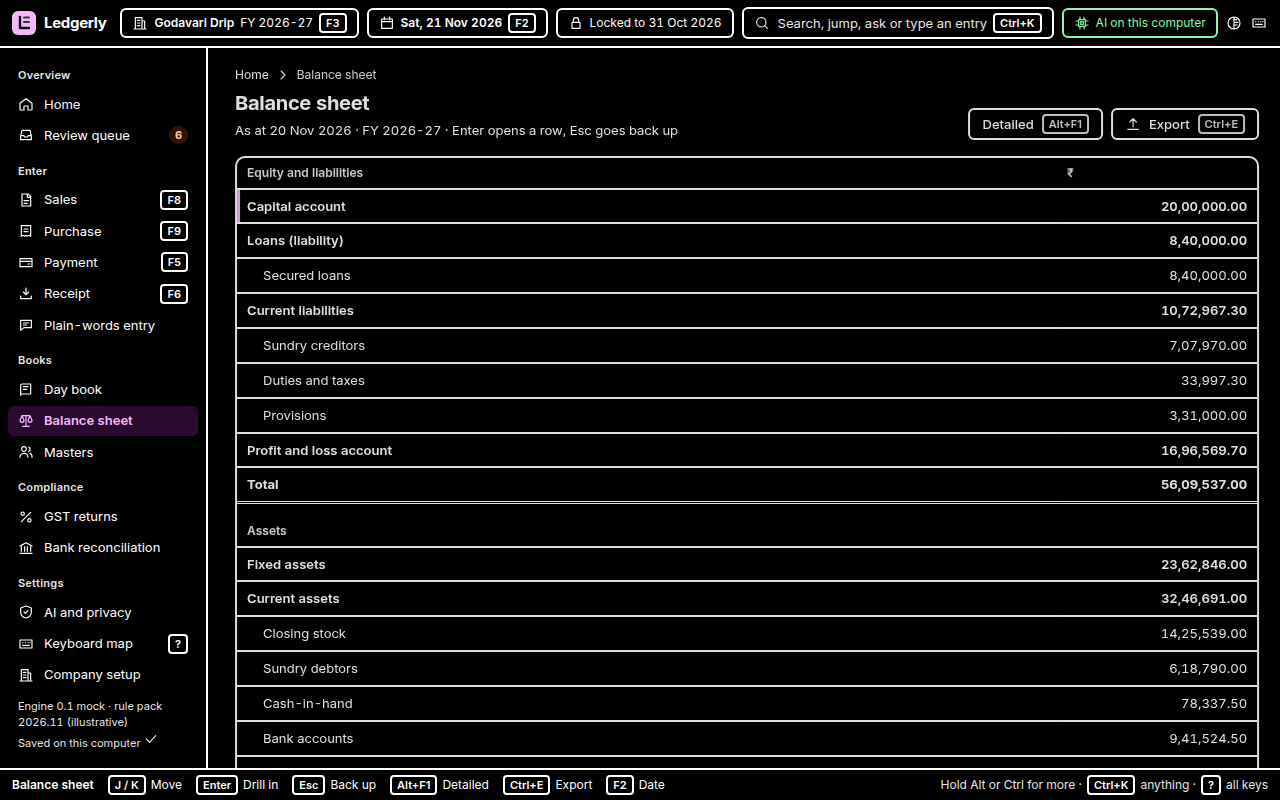 Ledgerly
Godavari Drip FY 2026-27 F3
Sat, 21 Nov 2026 F2
Locked to 31 Oct 2026
Search, jump, ask or type an entry Ctrl+K
AI on this computer
Overview
Home
Review queue 6
Enter
Sales F8
Purchase F9
Payment F5
Receipt F6
Plain-words entry
Books
Day book
Balance sheet
Masters
Compliance
GST returns
Bank reconciliation
Settings
AI and privacy
Keyboard map ?
Company setup
Engine 0.1 mock · rule pack
2026.11 (illustrative)
Saved on this computer
Home Balance sheet
Balance sheet
As at 20 Nov 2026 · FY 2026-27 · Enter opens a row, Esc goes back up
Detailed Alt+F1
Export Ctrl+E
Equity and liabilities ₹
Capital account 20,00,000.00
Loans (liability) 8,40,000.00
Secured loans 8,40,000.00
Current liabilities 10,72,967.30
Sundry creditors 7,07,970.00
Duties and taxes 33,997.30
Provisions 3,31,000.00
Profit and loss account 16,96,569.70
Total 56,09,537.00
Assets
Fixed assets 23,62,846.00
Current assets 32,46,691.00
Closing stock 14,25,539.00
Sundry debtors 6,18,790.00
Cash-in-hand 78,337.50
Bank accounts 9,41,524.50
Balance sheet J / K Move Enter Drill in Esc Back up Alt+F1 Detailed Ctrl+E Export F2 Date Hold Alt or Ctrl for more · Ctrl+K anything · ? all keys